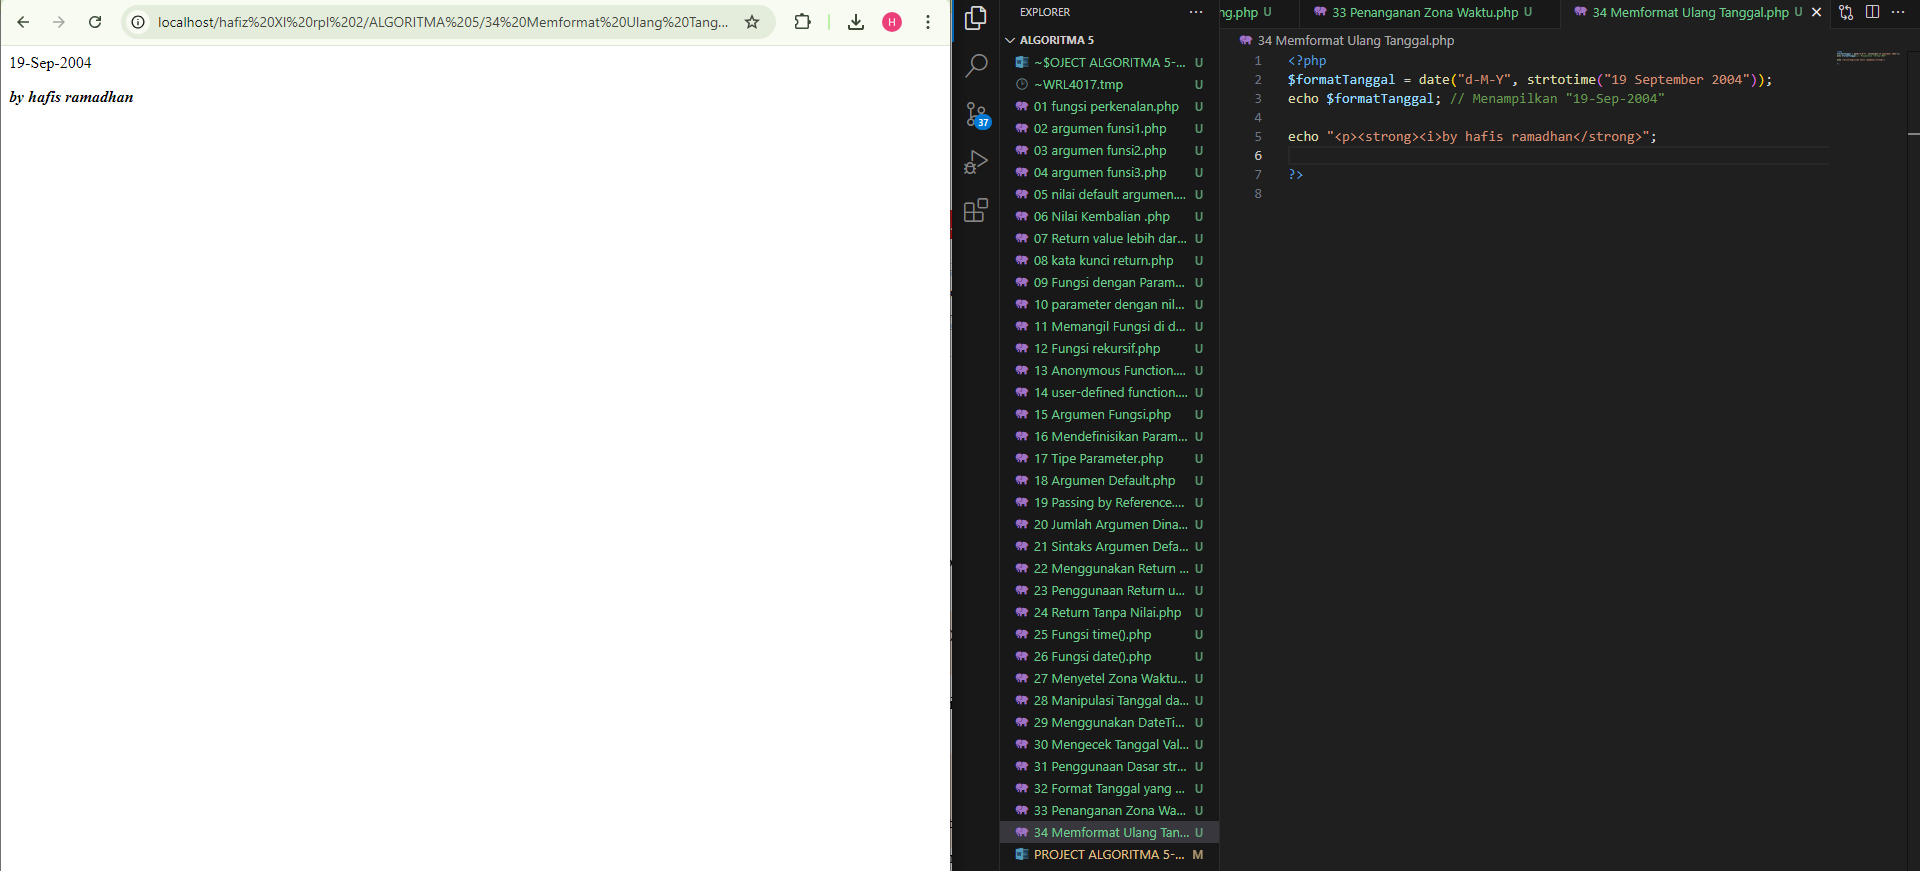 localhost/hafiz%20XI%20rpl%202/ALGORITMA%205/34%20Memformat%20Ulang%20Tang...
H
19-Sep-2004
by hafis ramadhan
37
EXPLORER
ALGORITMA 5
~$OJECT ALGORITMA 5-... U
~WRL4017.tmp U
01 fungsi perkenalan.php U
02 argumen funsi1.php U
03 argumen funsi2.php U
04 argumen funsi3.php U
05 nilai default argumen.... U
06 Nilai Kembalian .php U
07 Return value lebih dar... U
08 kata kunci return.php U
09 Fungsi dengan Param... U
10 parameter dengan nil... U
11 Memangil Fungsi di d... U
12 Fungsi rekursif.php U
13 Anonymous Function.... U
14 user-defined function.... U
15 Argumen Fungsi.php U
16 Mendefinisikan Param... U
17 Tipe Parameter.php U
18 Argumen Default.php U
19 Passing by Reference.... U
20 Jumlah Argumen Dina... U
21 Sintaks Argumen Defa... U
22 Menggunakan Return ... U
23 Penggunaan Return u... U
24 Return Tanpa Nilai.php U
25 Fungsi time().php U
26 Fungsi date().php U
27 Menyetel Zona Waktu... U
28 Manipulasi Tanggal da... U
29 Menggunakan DateTi... U
30 Mengecek Tanggal Val... U
31 Penggunaan Dasar str... U
32 Format Tanggal yang ... U
33 Penanganan Zona Wa... U
34 Memformat Ulang Tan... U
PROJECT ALGORITMA 5-... M
ng.php U
33 Penanganan Zona Waktu.php U
34 Memformat Ulang Tanggal.php U
34 Memformat Ulang Tanggal.php
1 <?php
2 $formatTanggal = date("d-M-Y", strtotime("19 September 2004"));
3 echo $formatTanggal; // Menampilkan "19-Sep-2004"
4
5 echo "<p><strong><i>by hafis ramadhan</strong>";
6
7 ?>
8